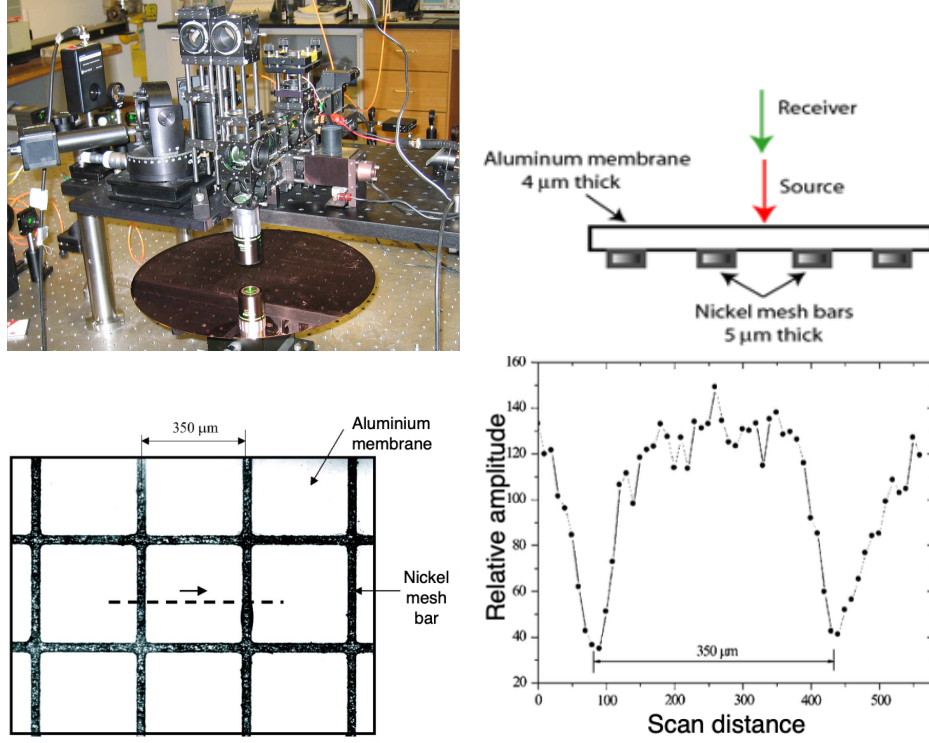 Receiver
Aluminum membrane
4 μm thick
Source
Nickel mesh bars
5 μm thick
350 μm
Aluminium
membrane
Nickel
mesh
bar
160
140
120
100
80
60
40
20
Relative amplitude
350 μm
0
100
200
300
400
500
Scan distance